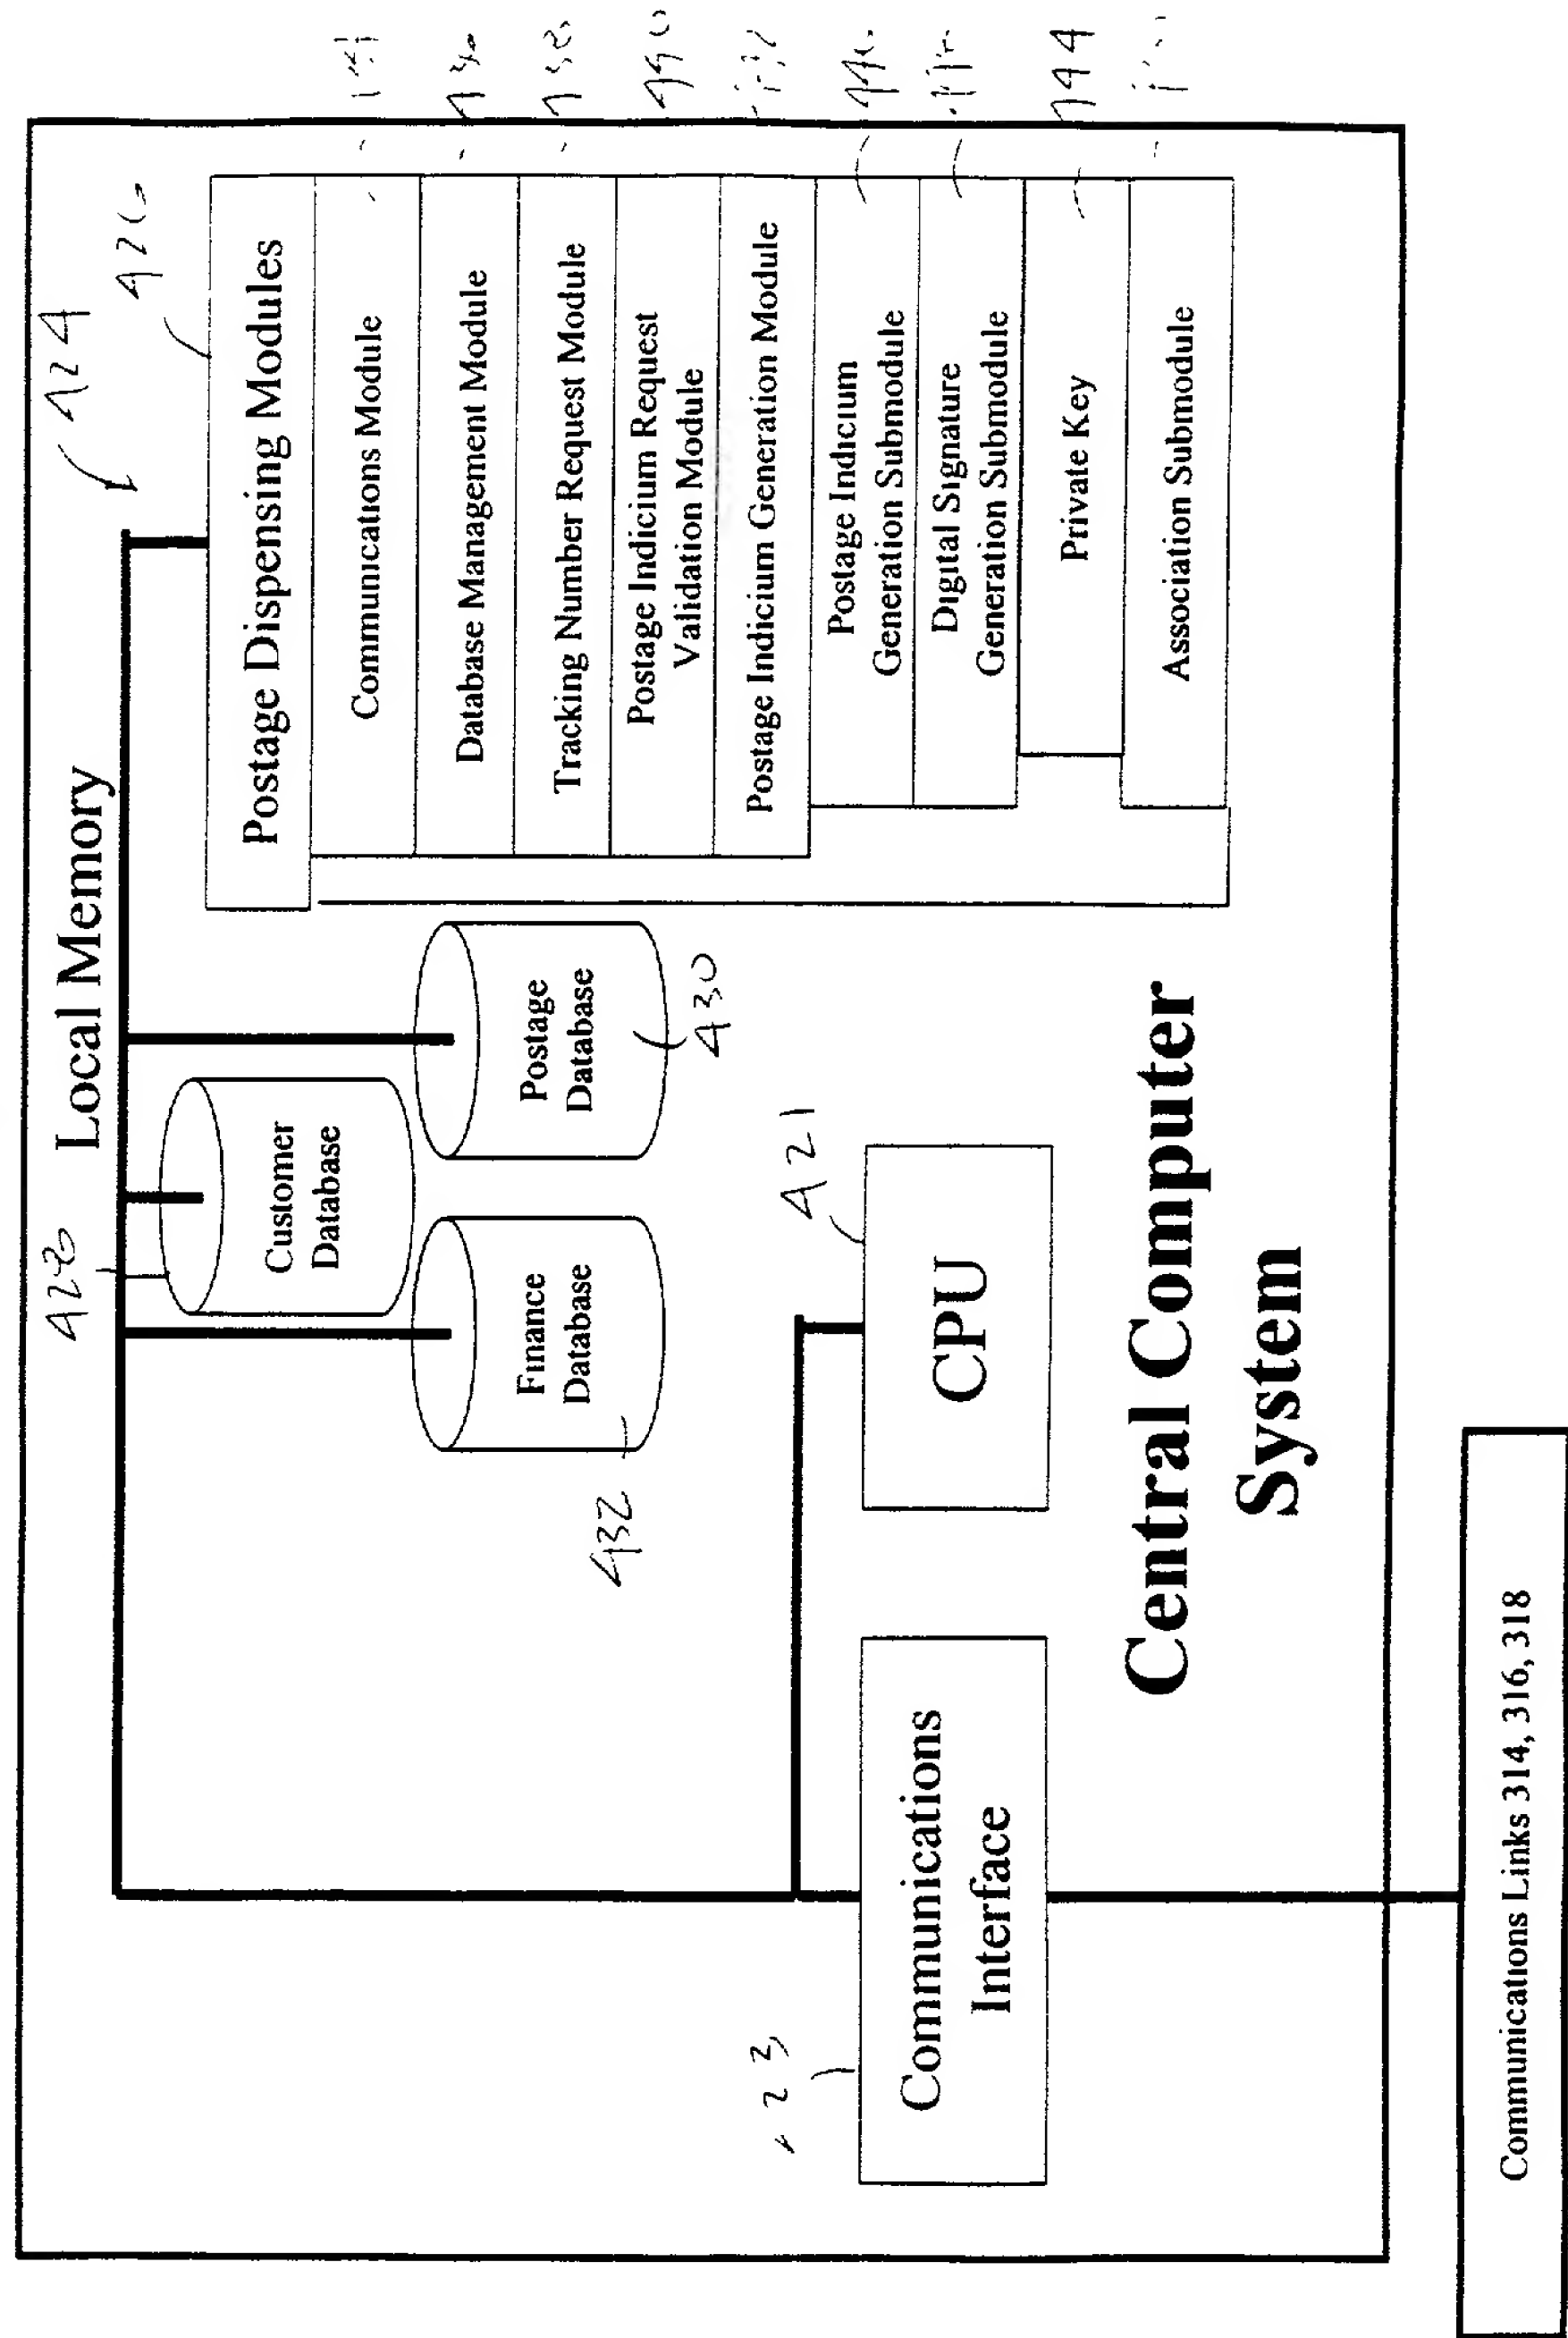 Local Memory
424
428
Customer
Database
Finance
Database
432
Postage
Database
430
Postage Dispensing Modules
Communications Module
Database Management Module
Tracking Number Request Module
Postage Indicium Request
Validation Module
Postage Indicium Generation Module
Postage Indicium
Generation Submodule
Digital Signature
Generation Submodule
Private Key
444
Association Submodule
CPU
421
Communications
Interface
Central Computer
System
Communications Links 314, 316, 318